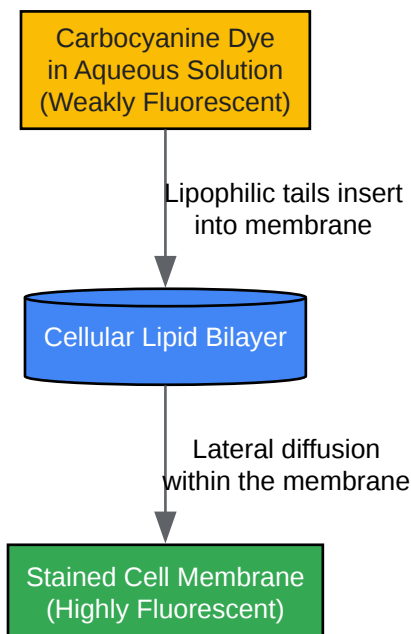 Carbocyanine Dye
in Aqueous Solution
(Weakly Fluorescent)
Lipophilic tails insert
into membrane
Cellular Lipid Bilayer
Lateral diffusion
within the membrane
Stained Cell Membrane
(Highly Fluorescent)